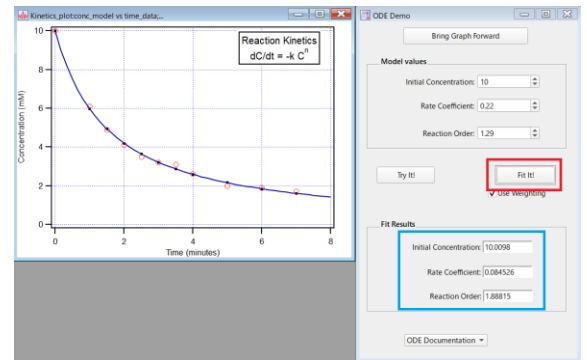 Kinetics_plot:conc_model vs time_data;...
Reaction Kinetics
dC/dt = -k Cⁿ
10
8
6
4
2
0
Concentration (mM)
0
2
4
6
8
Time (minutes)
ODE Demo
Bring Graph Forward
Model values
Initial Concentration: 10
Rate Coefficient: 0.22
Reaction Order: 1.29
Try It!
Fit It!
Use Weighting
Fit Results
Initial Concentration: 10.0098
Rate Coefficient: 0.084526
Reaction Order: 1.88815
ODE Documentation